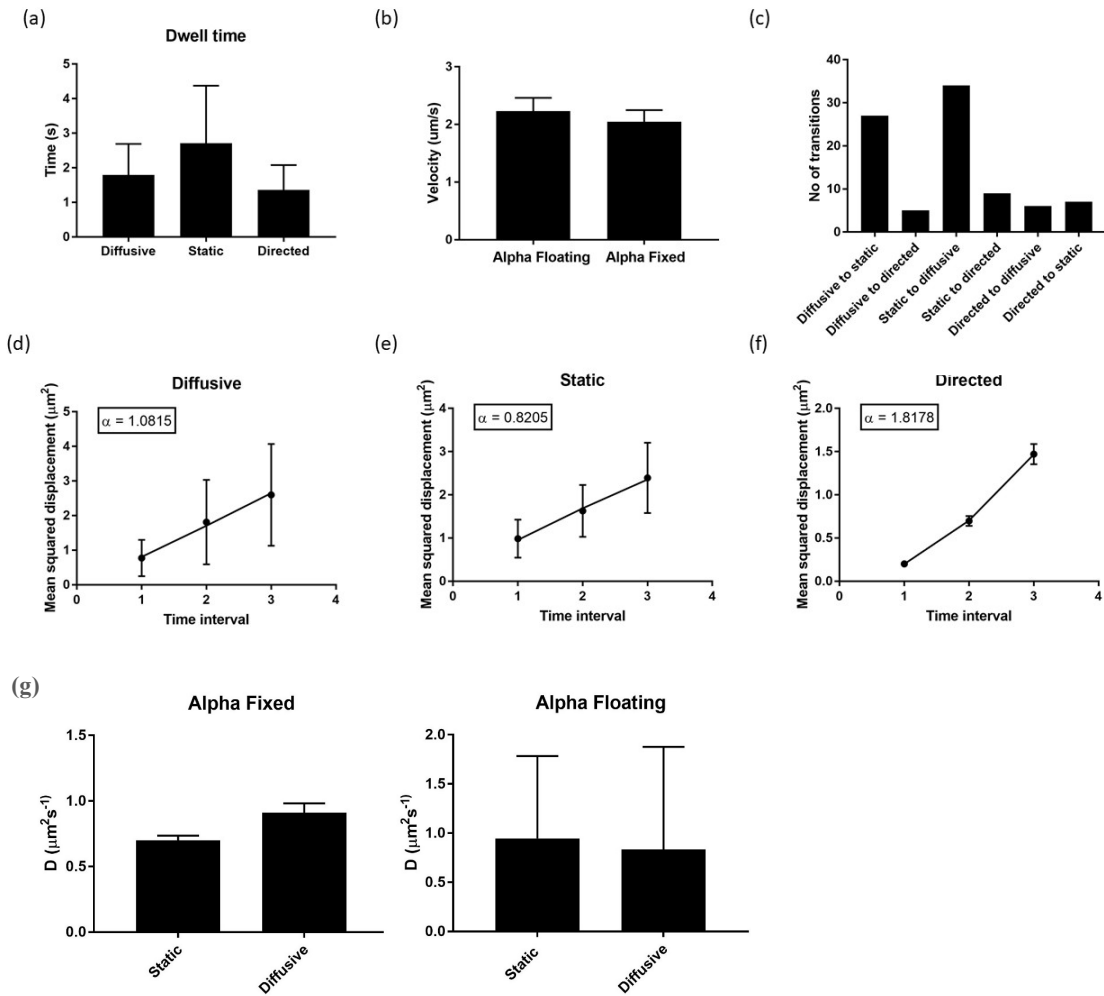 (a)
Dwell time
Time (s)
5
4
3
2
1
0
Diffusive Static Directed
(b)
Velocity (um/s)
3
2
1
0
Alpha Floating Alpha Fixed
(c)
No of transitions
40
30
20
10
0
Diffusive to static
Diffusive to directed
Static to diffusive
Static to directed
Directed to diffusive
Directed to static
(d)
Diffusive
α = 1.0815
Mean squared displacement (μm²)
5
4
3
2
1
0
0 1 2 3 4
Time interval
(e)
Static
α = 0.8205
Mean squared displacement (μm²)
4
3
2
1
0
0 1 2 3 4
Time interval
(f)
Directed
α = 1.8178
Mean squared displacement (μm²)
2.0
1.5
1.0
0.5
0.0
0 1 2 3 4
Time interval
(g)
Alpha Fixed
D (μm²s⁻¹)
1.5
1.0
0.5
0.0
Static
Diffusive
Alpha Floating
D (μm²s⁻¹)
2.0
1.5
1.0
0.5
0.0
Static
Diffusive